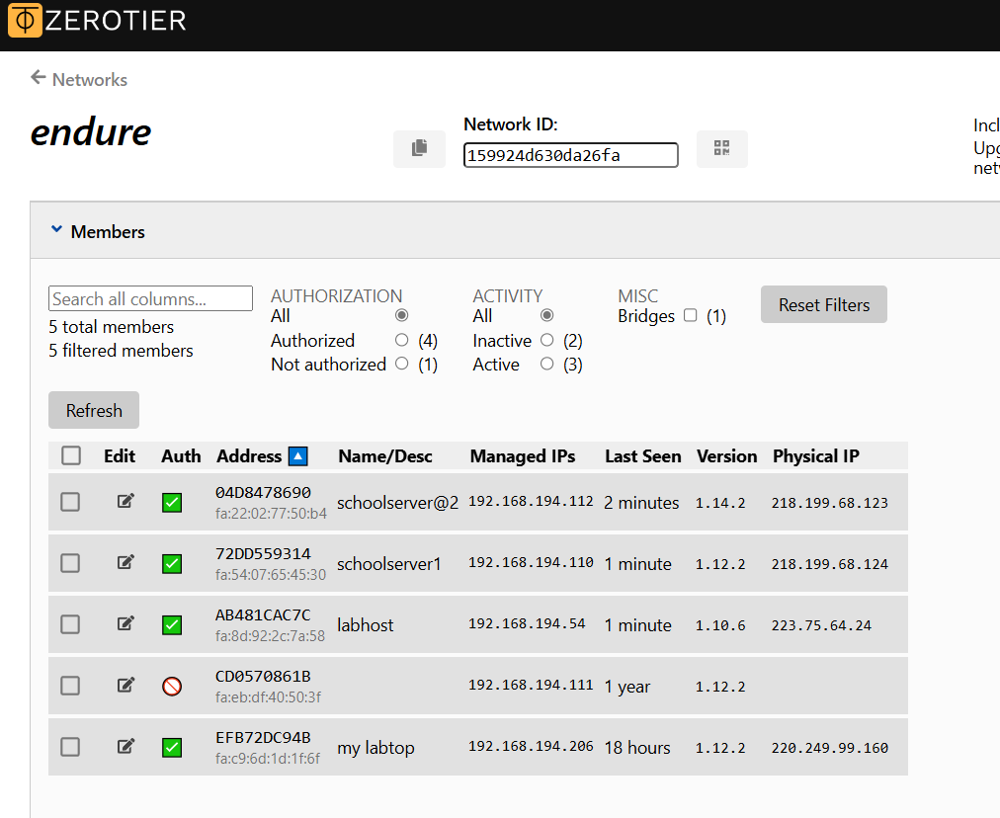 ZEROTIER
Networks
endure
Network ID:
159924d630da26fa
Incl
Upg
net
Members
Search all columns...
5 total members
5 filtered members
AUTHORIZATION
All
Authorized (4)
Not authorized (1)
ACTIVITY
All
Inactive (2)
Active (3)
MISC
Bridges (1)
Reset Filters
Refresh
Edit Auth Address Name/Desc Managed IPs Last Seen Version Physical IP
04D8478690 schoolserver@2 192.168.194.112 2 minutes 1.14.2 218.199.68.123
fa:22:02:77:50:b4
72DD559314 schoolserver1 192.168.194.110 1 minute 1.12.2 218.199.68.124
fa:54:07:65:45:30
AB481CAC7C labhost 192.168.194.54 1 minute 1.10.6 223.75.64.24
fa:8d:92:2c:7a:58
CD0570861B 192.168.194.111 1 year 1.12.2
fa:eb:df:40:50:3f
EFB72DC94B my labtop 192.168.194.206 18 hours 1.12.2 220.249.99.160
fa:c9:6d:1d:1f:6f